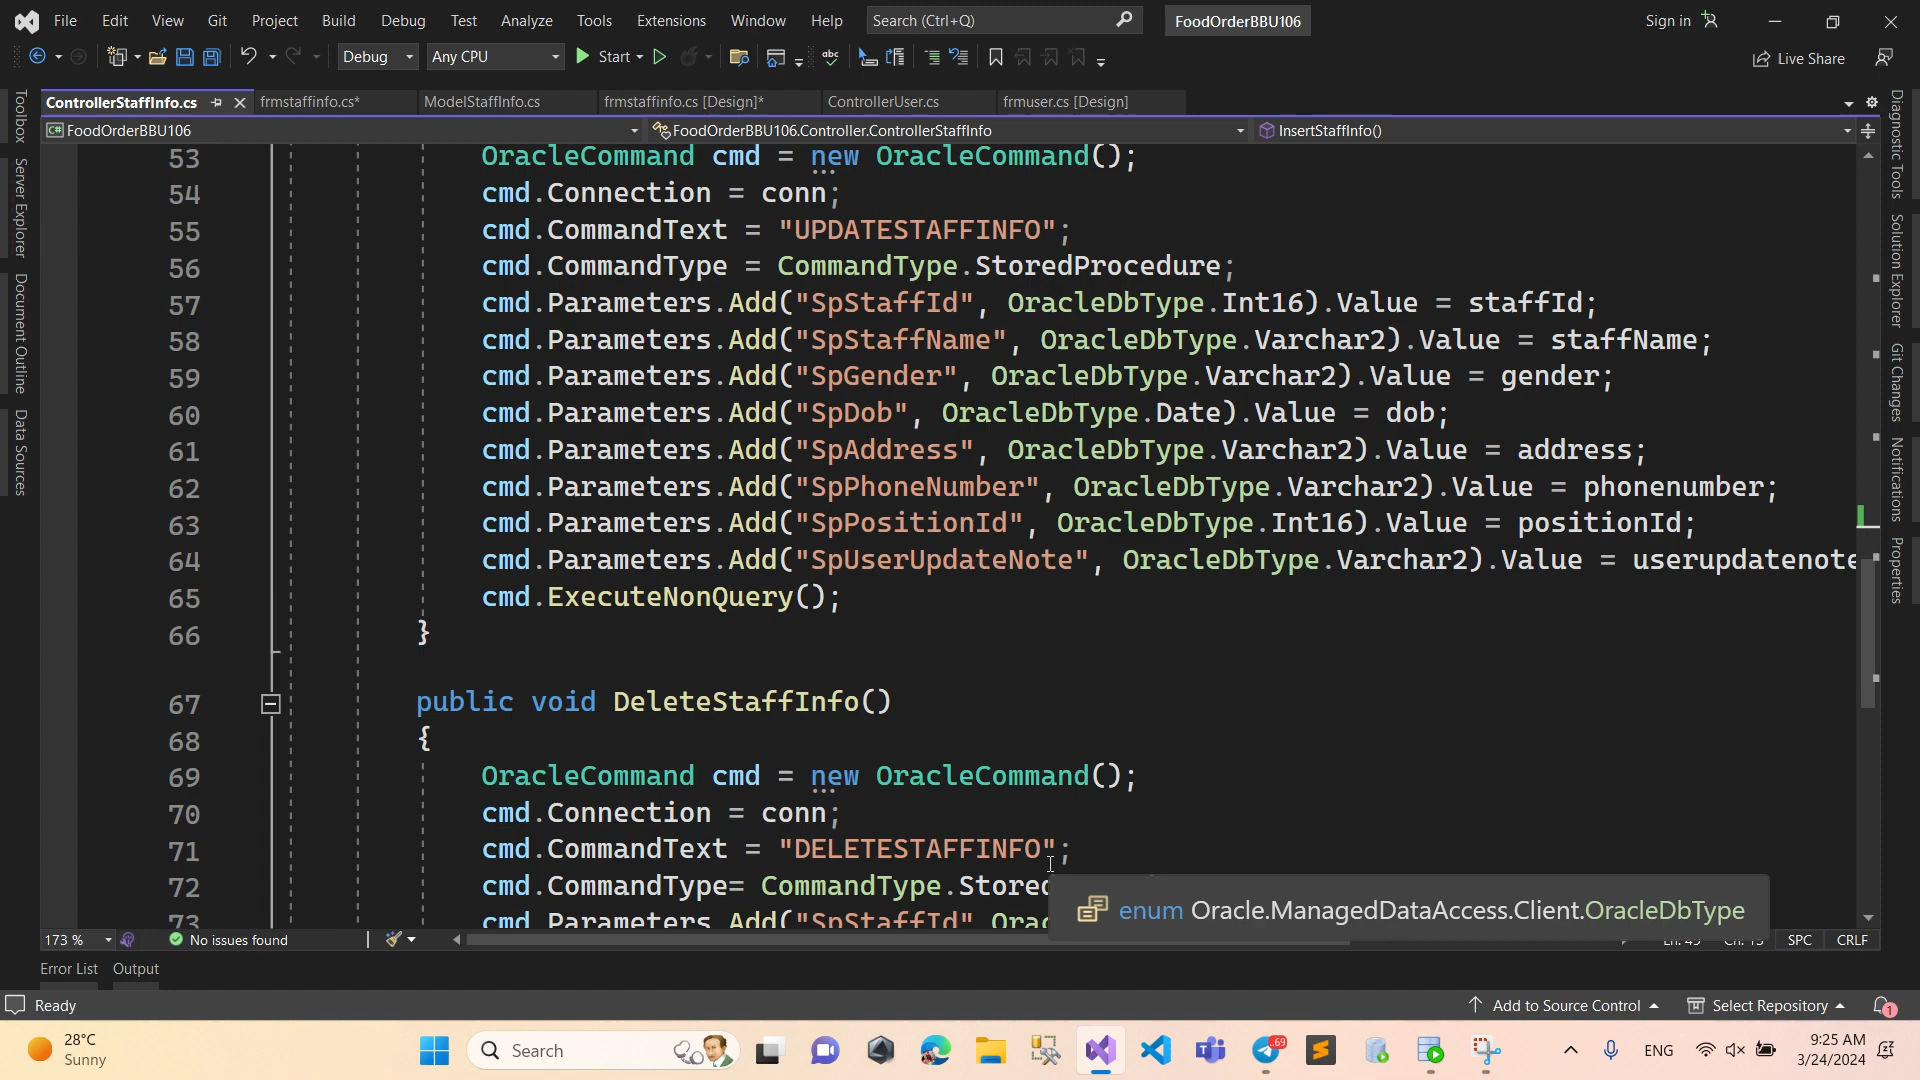 File Edit View Git Project Build Debug Test Analyze Tools Extensions Window Help Search (Ctrl+Q) FoodOrderBBU106 Sign in
Debug Any CPU Start Live Share
ControllerStaffInfo.cs frmstaffinfo.cs* ModelStaffInfo.cs frmstaffinfo.cs [Design]* ControllerUser.cs frmuser.cs [Design]
C# FoodOrderBBU106 FoodOrderBBU106.Controller.ControllerStaffInfo InsertStaffInfo()
Toolbox
Server Explorer
Document Outline
Data Sources
53 OracleCommand cmd = new OracleCommand();
54 cmd.Connection = conn;
55 cmd.CommandText = "UPDATESTAFFINFO";
56 cmd.CommandType = CommandType.StoredProcedure;
57 cmd.Parameters.Add("SpStaffId", OracleDbType.Int16).Value = staffId;
58 cmd.Parameters.Add("SpStaffName", OracleDbType.Varchar2).Value = staffName;
59 cmd.Parameters.Add("SpGender", OracleDbType.Varchar2).Value = gender;
60 cmd.Parameters.Add("SpDob", OracleDbType.Date).Value = dob;
61 cmd.Parameters.Add("SpAddress", OracleDbType.Varchar2).Value = address;
62 cmd.Parameters.Add("SpPhoneNumber", OracleDbType.Varchar2).Value = phonenumber;
63 cmd.Parameters.Add("SpPositionId", OracleDbType.Int16).Value = positionId;
64 cmd.Parameters.Add("SpUserUpdateNote", OracleDbType.Varchar2).Value = userupdatenote
65 cmd.ExecuteNonQuery();
66 }
67 public void DeleteStaffInfo()
68 {
69 OracleCommand cmd = new OracleCommand();
70 cmd.Connection = conn;
71 cmd.CommandText = "DELETESTAFFINFO";
72 cmd.CommandType= CommandType.Stored
73 cmd.Parameters.Add("SpStaffId" Orac
enum Oracle.ManagedDataAccess.Client.OracleDbType
Diagnostic Tools
Solution Explorer
Git Changes
Notifications
Properties
173 % No issues found SPC CRLF
Error List Output
Ready Add to Source Control Select Repository 1
28°C
Sunny
Search .69 ENG
9:25 AM
3/24/2024